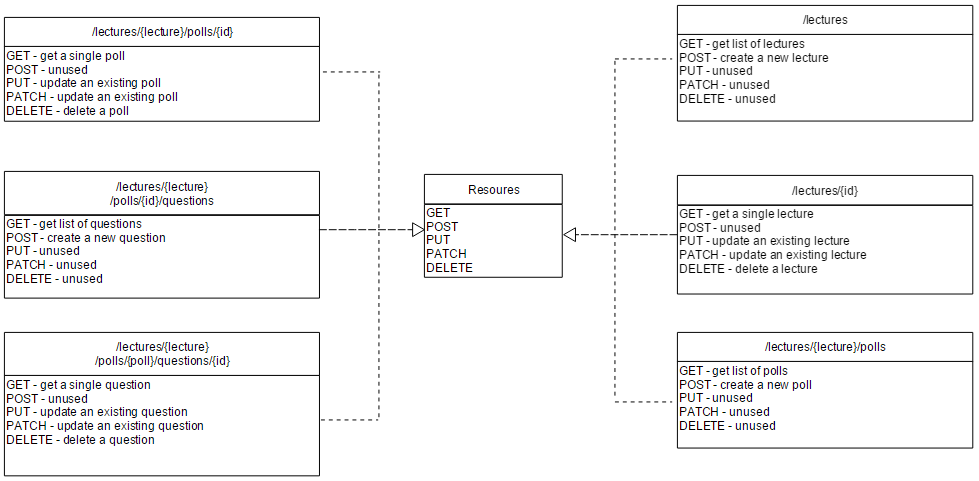 /lectures/{lecture}/polls/{id}
GET - get a single poll
POST - unused
PUT - update an existing poll
PATCH - update an existing poll
DELETE - delete a poll
/lectures/{lecture}
/polls/{id}/questions
GET - get list of questions
POST - create a new question
PUT - unused
PATCH - unused
DELETE - unused
/lectures/{lecture}
/polls/{poll}/questions/{id}
GET - get a single question
POST - unused
PUT - update an existing question
PATCH - update an existing question
DELETE - delete a question
Resoures
GET
POST
PUT
PATCH
DELETE
/lectures
GET - get list of lectures
POST - create a new lecture
PUT - unused
PATCH - unused
DELETE - unused
/lectures/{id}
GET - get a single lecture
POST - unused
PUT - update an existing lecture
PATCH - update an existing lecture
DELETE - delete a lecture
/lectures/{lecture}/polls
GET - get list of polls
POST - create a new poll
PUT - unused
PATCH - unused
DELETE - unused